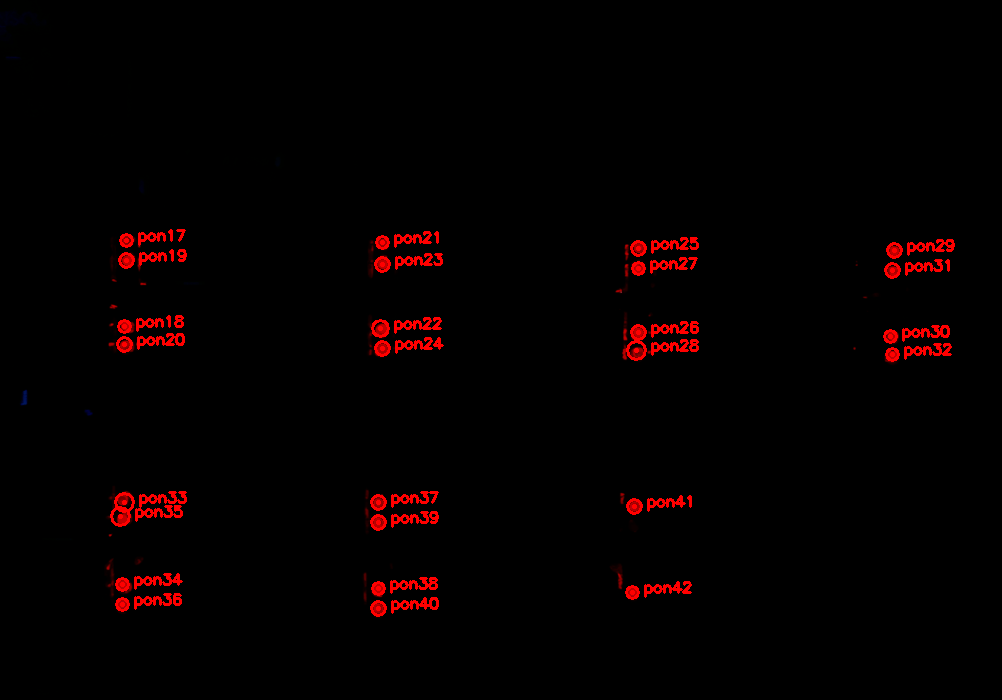 pon17 pon21 pon25 pon29
pon19 pon23 pon27 pon31
pon18 pon22 pon26 pon30
pon20 pon24 pon28 pon32
pon33 pon37 pon41
pon35 pon39
pon34 pon38 pon42
pon36 pon40